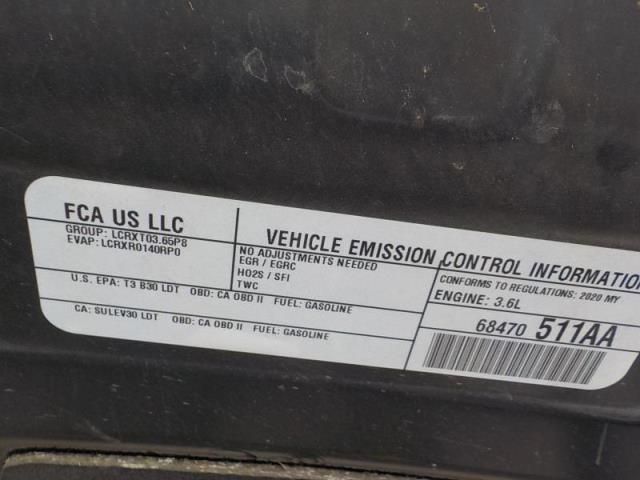 FCA US LLC
GROUP: LCRXT03.65P8
EVAP: LCRXR0140RP0
U.S. EPA: T3 B30 LDT OBD: CA OBD II FUEL: GASOLINE
CA: SULEV30 LDT OBD: CA OBD II FUEL: GASOLINE
VEHICLE EMISSION CONTROL INFORMATION
NO ADJUSTMENTS NEEDED
EGR / EGRC
HO2S / SFI
TWC
CONFORMS TO REGULATIONS: 2020 MY
ENGINE: 3.6L
68470 511AA